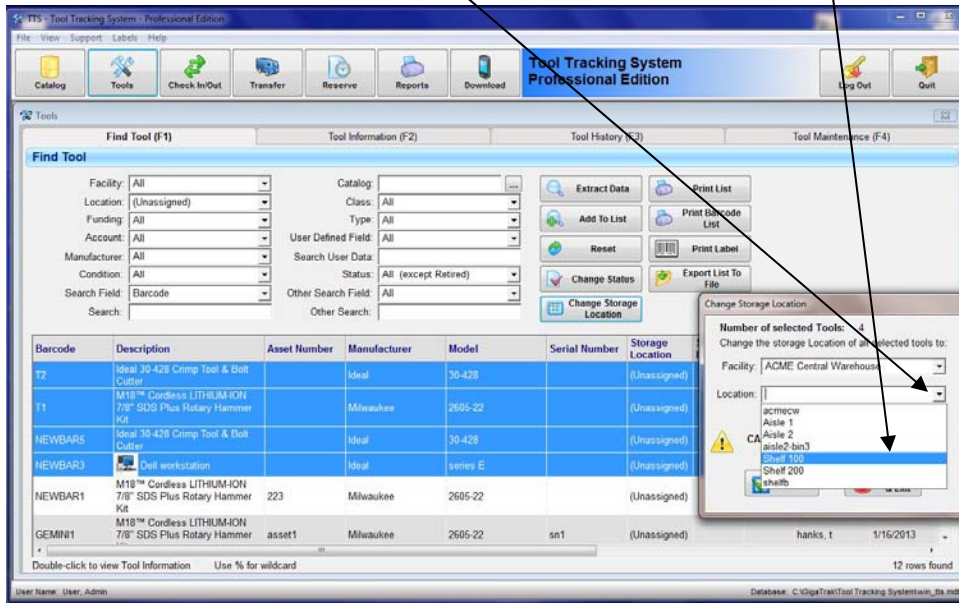 TTS - Tool Tracking System - Professional Edition
File View Support Labels Help
Catalog Tools Check In/Out Transfer Reserve Reports Download
Tool Tracking System
Professional Edition
Log Out Quit
Tools
Find Tool (F1) Tool Information (F2) Tool History (F3) Tool Maintenance (F4)
Find Tool
Facility: All Catalog: ... Extract Data Print List
Location: (Unassigned) Class: All
Funding: All Type: All Add To List Print Barcode List
Account: All User Defined Field: All
Manufacturer: All Search User Data: Reset Print Label
Condition: All Status: All (except Retired) Change Status Export List To File
Search Field: Barcode Other Search Field: All
Search: Other Search: Change Storage Location
Change Storage Location
Number of selected Tools: 4
Change the storage Location of all selected tools to:
Facility: ACME Central Warehouse
Location:
acmecw
Aisle 1
Aisle 2
aisle2-bin3
Shelf 100
Shelf 200
shelfb
CA
& Exit
Barcode Description Asset Number Manufacturer Model Serial Number Storage Location
T2 Ideal 30-428 Crimp Tool & Bolt Cutter Ideal 30-428 (Unassigned)
T1 M18™ Cordless LITHIUM-ION 7/8" SDS Plus Rotary Hammer Kit Milwaukee 2605-22 (Unassigned)
NEWBAR5 Ideal 30-428 Crimp Tool & Bolt Cutter Ideal 30-428 (Unassigned)
NEWBAR3 Dell workstation Ideal series E (Unassigned)
NEWBAR1 M18™ Cordless LITHIUM-ION 7/8" SDS Plus Rotary Hammer Kit 223 Milwaukee 2605-22 (Unassigned)
GEMINI1 M18™ Cordless LITHIUM-ION 7/8" SDS Plus Rotary Hammer asset1 Milwaukee 2605-22 sn1 (Unassigned) hanks, t 1/16/2013
Double-click to view Tool Information Use % for wildcard 12 rows found
User Name: User, Admin Database: C:\GigaTrak\Tool Tracking System\win_tts.mdb